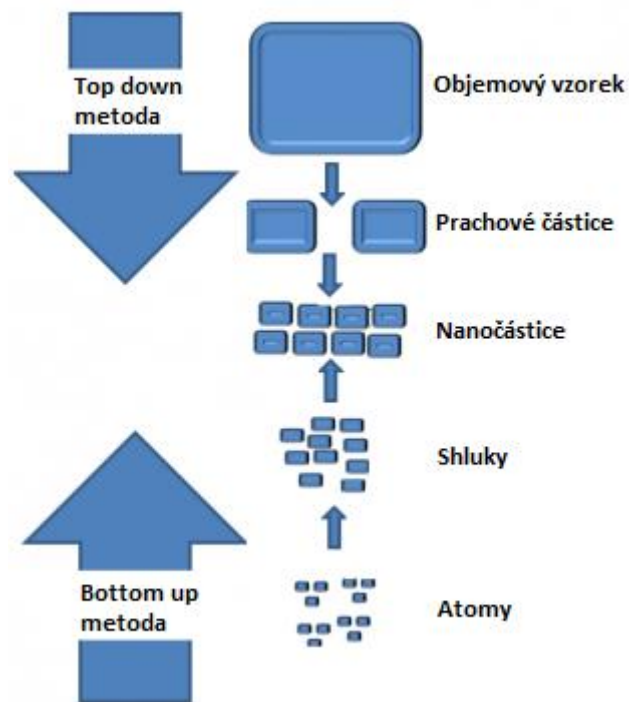 Top down
metoda
Objemový vzorek
Prachové částice
Nanočástice
Shluky
Bottom up
metoda
Atomy